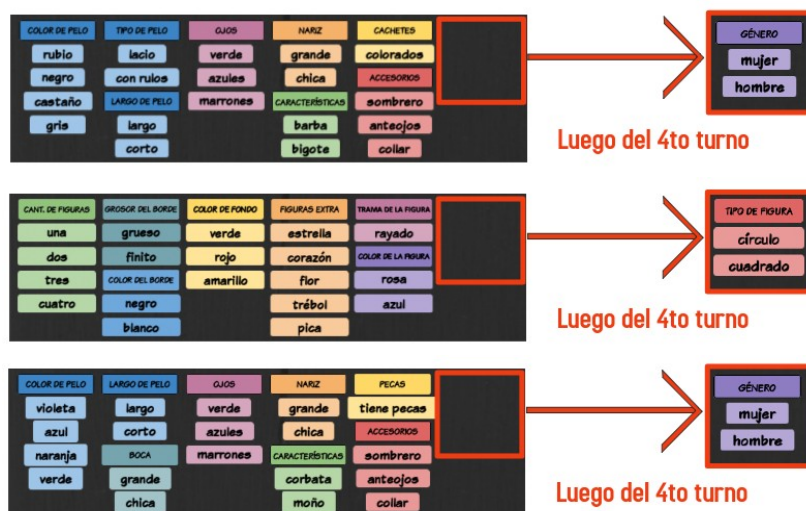 COLOR DE PELO
rubio
negro
castaño
gris
TIPO DE PELO
lacio
con rulos
LARGO DE PELO
largo
corto
OJOS
verde
azules
marrones
NARIZ
grande
chica
CARACTERÍSTICAS
barba
bigote
CACHETES
colorados
ACCESORIOS
sombrero
anteojos
collar
GÉNERO
mujer
hombre
Luego del 4to turno
CANT. DE FIGURAS
una
dos
tres
cuatro
GROSOR DEL BORDE
grueso
finito
COLOR DEL BORDE
negro
blanco
COLOR DE FONDO
verde
rojo
amarillo
FIGURAS EXTRA
estrella
corazón
flor
trébol
pica
TRAMA DE LA FIGURA
rayado
COLOR DE LA FIGURA
rosa
azul
TIPO DE FIGURA
círculo
cuadrado
Luego del 4to turno
COLOR DE PELO
violeta
azul
naranja
verde
LARGO DE PELO
largo
corto
BOCA
grande
chica
OJOS
verde
azules
marrones
NARIZ
grande
chica
CARACTERÍSTICAS
corbata
moño
PECAS
tiene pecas
ACCESORIOS
sombrero
anteojos
collar
GÉNERO
mujer
hombre
Luego del 4to turno